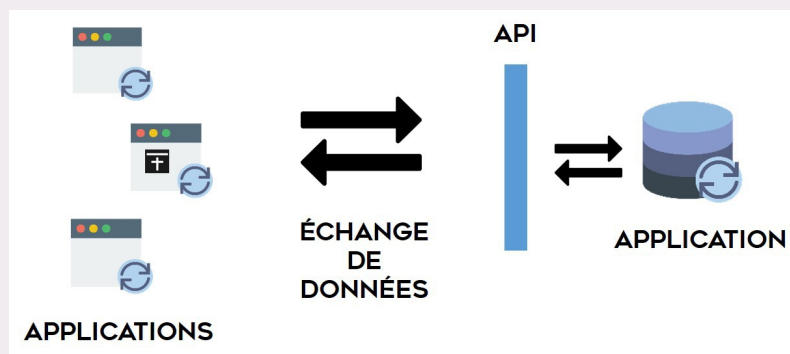 API
ÉCHANGE
DE
DONNÉES
APPLICATION
APPLICATIONS